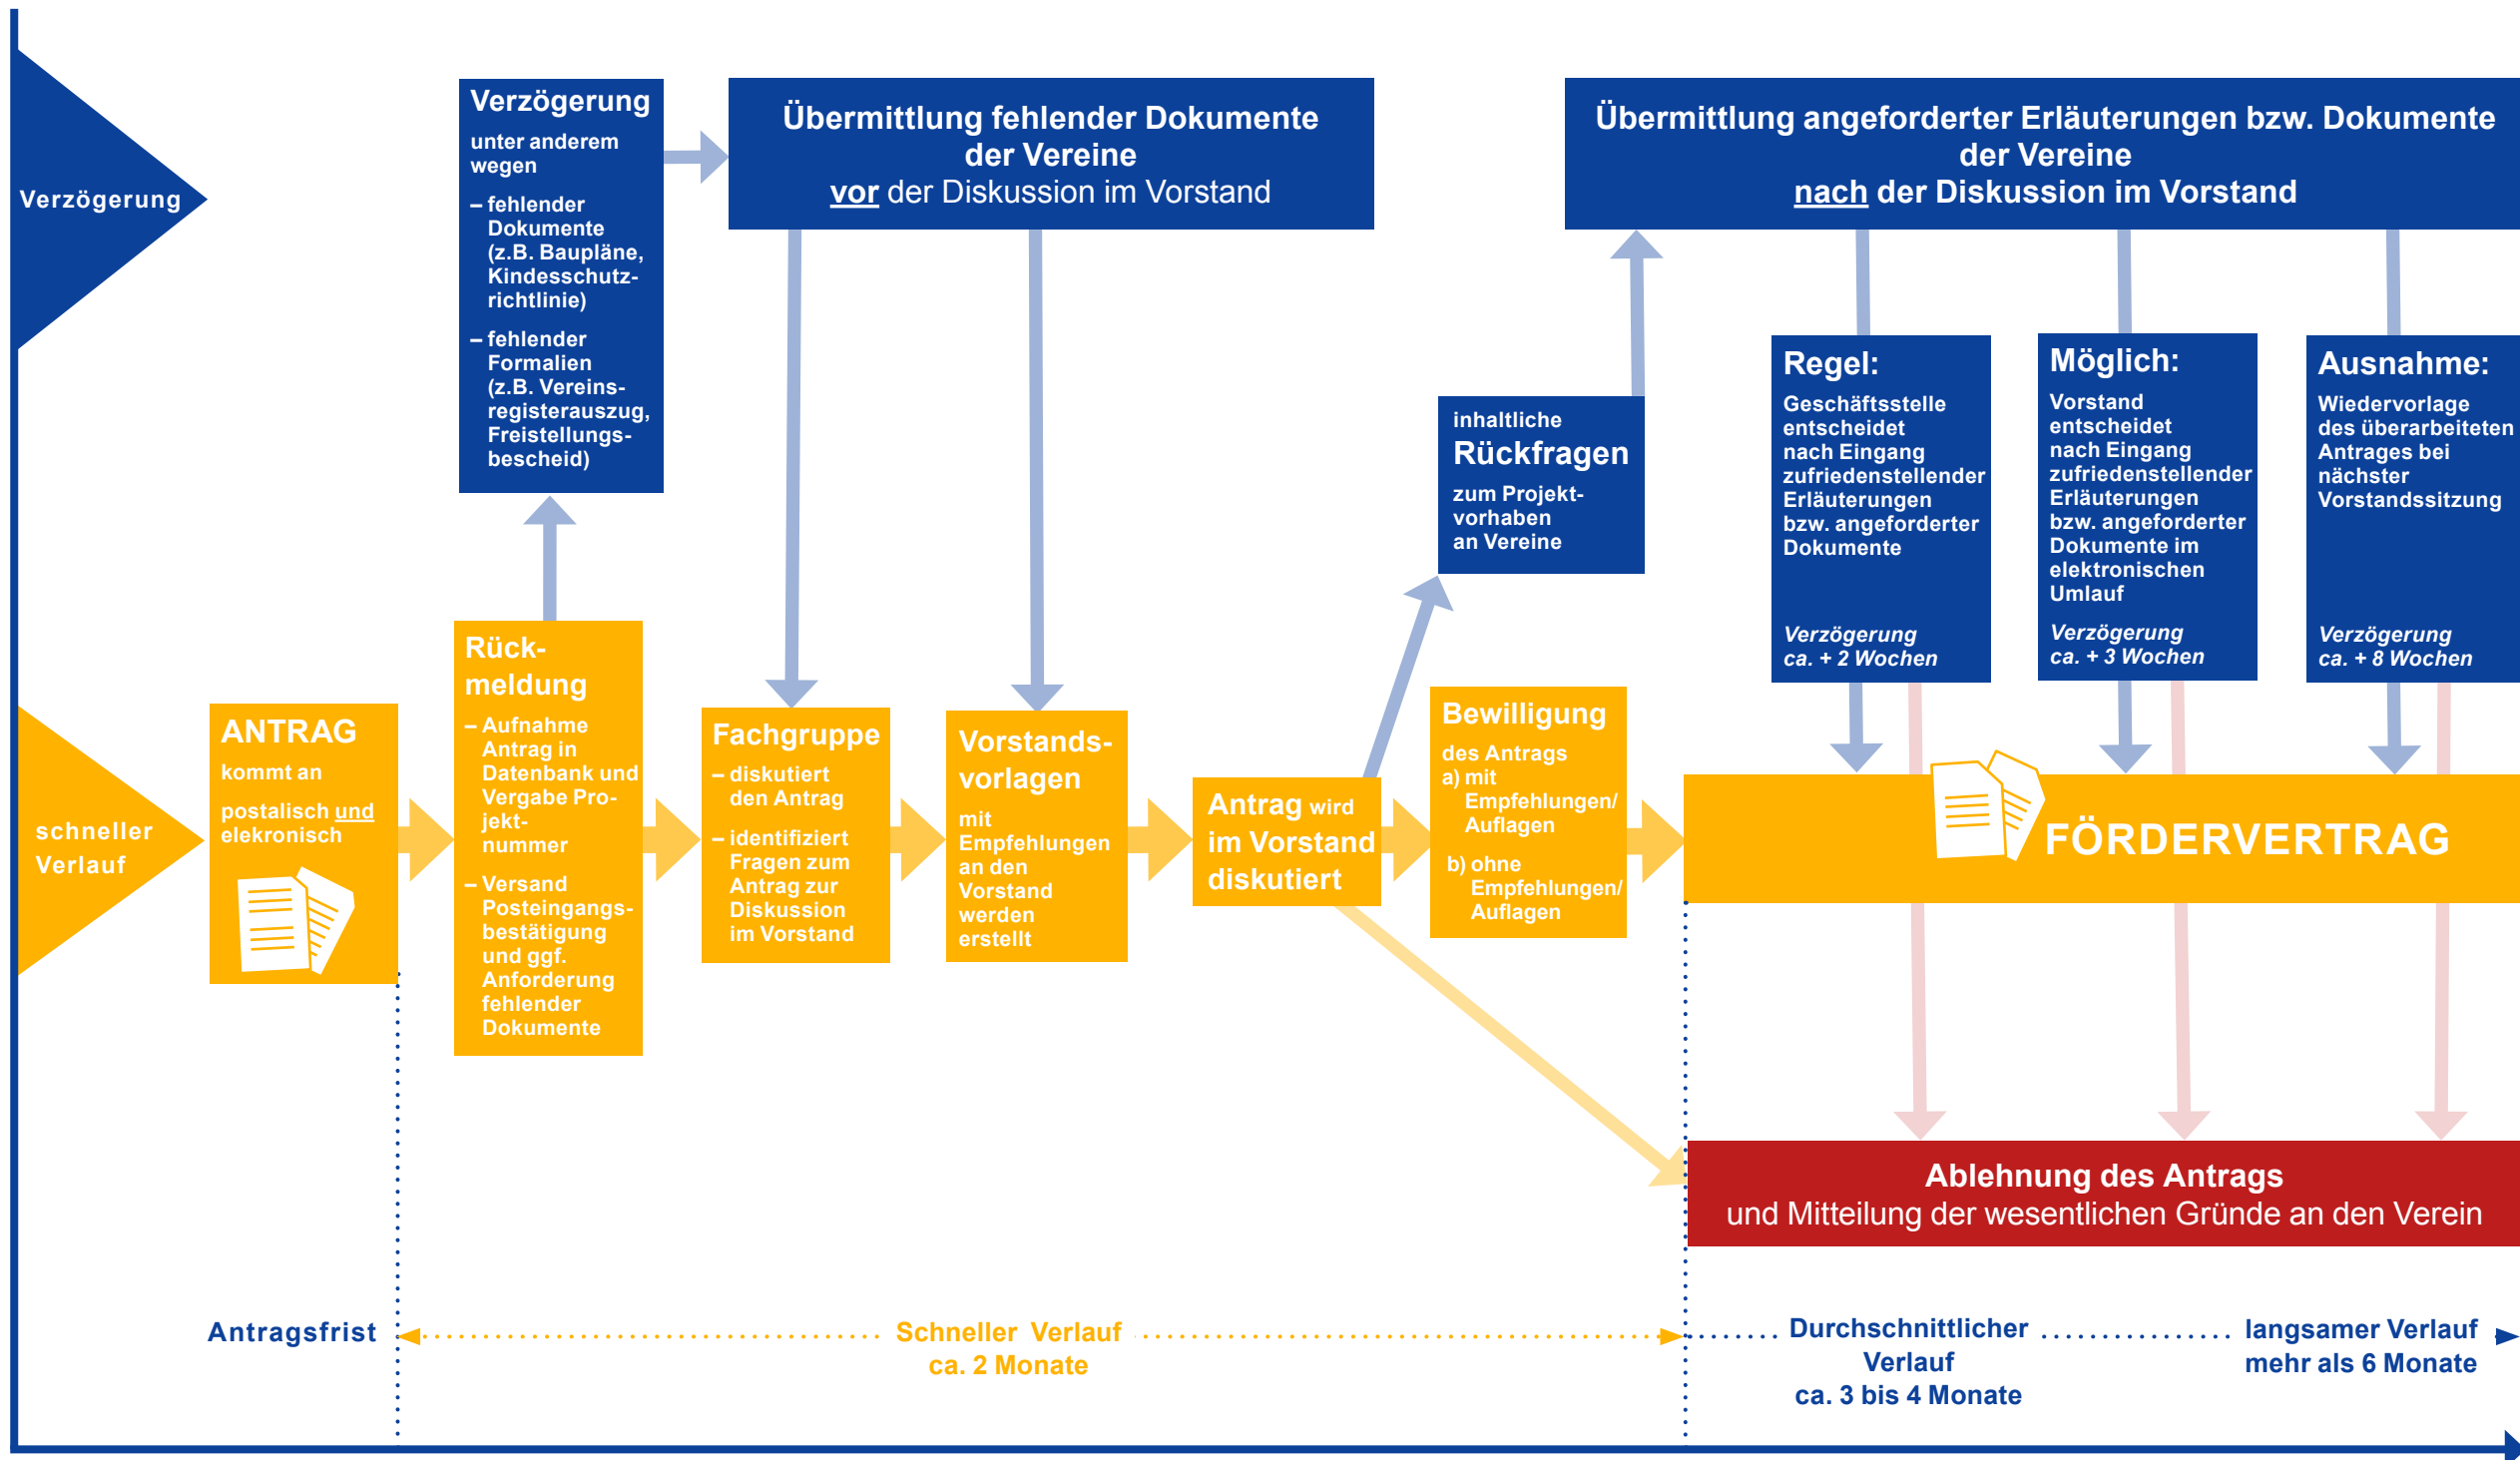 Verzögerung
Verzögerung
unter anderem
wegen
– fehlender
Dokumente
(z.B. Baupläne,
Kindesschutz-
richtlinie)
– fehlender
Formalien
(z.B. Vereins-
registerauszug,
Freistellungs-
bescheid)
Übermittlung fehlender Dokumente
der Vereine
vor der Diskussion im Vorstand
Übermittlung angeforderter Erläuterungen bzw. Dokumente
der Vereine
nach der Diskussion im Vorstand
inhaltliche
Rückfragen
zum Projekt-
vorhaben
an Vereine
Regel:
Geschäftsstelle
entscheidet
nach Eingang
zufriedenstellender
Erläuterungen
bzw. angeforderter
Dokumente
Verzögerung
ca. + 2 Wochen
Möglich:
Vorstand
entscheidet
nach Eingang
zufriedenstellender
Erläuterungen
bzw. angeforderter
Dokumente im
elektronischen
Umlauf
Verzögerung
ca. + 3 Wochen
Ausnahme:
Wiedervorlage
des überarbeiteten
Antrages bei
nächster
Vorstandssitzung
Verzögerung
ca. + 8 Wochen
schneller
Verlauf
ANTRAG
kommt an
postalisch und
elekronisch
Rück-
meldung
– Aufnahme
Antrag in
Datenbank und
Vergabe Pro-
jekt-
nummer
– Versand
Posteingangs-
bestätigung
und ggf.
Anforderung
fehlender
Dokumente
Fachgruppe
– diskutiert
den Antrag
– identifiziert
Fragen zum
Antrag zur
Diskussion
im Vorstand
Vorstands-
vorlagen
mit
Empfehlungen
an den
Vorstand
werden
erstellt
Antrag wird
im Vorstand
diskutiert
Bewilligung
des Antrags
a) mit
Empfehlungen/
Auflagen
b) ohne
Empfehlungen/
Auflagen
FÖRDERVERTRAG
Ablehnung des Antrags
und Mitteilung der wesentlichen Gründe an den Verein
Antragsfrist
Schneller Verlauf
ca. 2 Monate
Durchschnittlicher
Verlauf
ca. 3 bis 4 Monate
langsamer Verlauf
mehr als 6 Monate